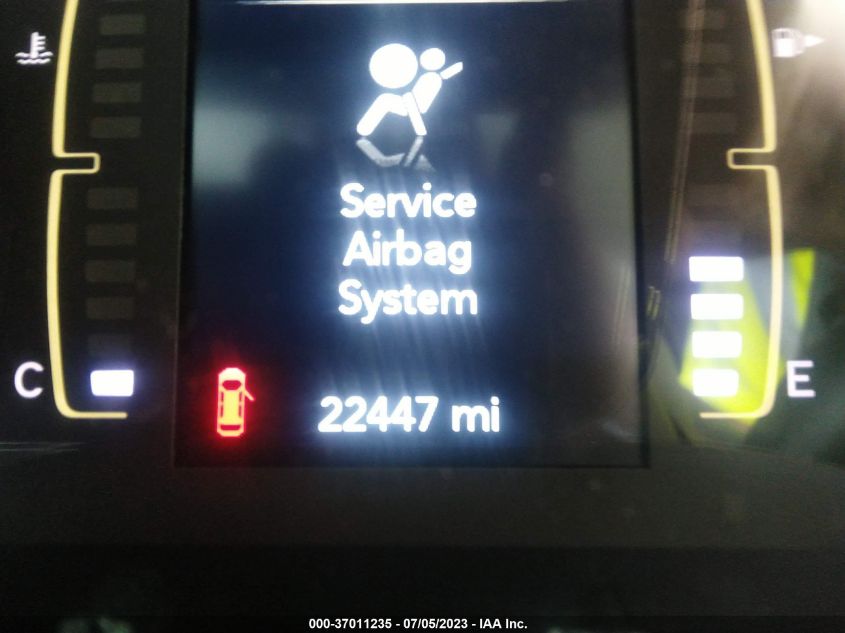 Service
Airbag
System
C
E
22447 mi
000-37011235 - 07/05/2023 - IAA Inc.